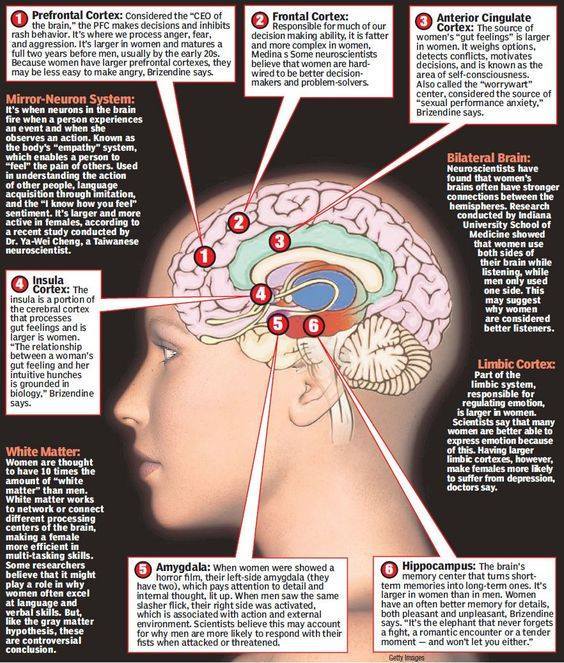 1 Prefrontal Cortex: Considered the “CEO of
the brain,” the PFC makes decisions and inhibits
rash behavior. It’s where we process anger, fear,
and aggression. It’s larger in women and matures a
full two years before men, usually by the early 20s.
Because women have larger prefrontal cortexes, they
may be less easy to make angry, Brizendine says.
2 Frontal Cortex:
Responsible for much of our
decision making ability, it is fatter
and more complex in women,
Medina s Some neuroscientists
believe that women are hard-
wired to be better decision-
makers and problem-solvers.
3 Anterior Cingulate
Cortex: The source of
women’s “gut feelings” is larger
in women. It weighs options,
detects conflicts, motivates
decisions, and is known as
the area of self-consciousness.
Also called the “worrywart”
center, considered the source of
“sexual performance anxiety,”
Brizendine says.
Mirror-Neuron System:
It’s when neurons in the brain
fire when a person experiences
an event and when she
observes an action. Known as
the body’s “empathy” system,
which enables a person to
“feel” the pain of others. Used
in understanding the action
of other people, language
acquisition through imitation,
and the “I know how you feel”
sentiment. It’s larger and more
active in females, according to
a recent study conducted by
Dr. Ya-Wei Cheng, a Taiwanese
neuroscientist.
Bilateral Brain:
Neuroscientists have
found that women’s
brains often have stronger
connections between the
hemispheres. Research
conducted by Indiana
University School of
Medicine showed
that women use
both sides of
their brain while
listening, while
men only used
one side. This
may suggest
why women
are considered
better listeners.
1
2
3
4
5
6
4 Insula
Cortex: The
insula is a portion of
the cerebral cortex
that processes
gut feelings and is
larger is women.
“The relationship
between a woman’s
gut feeling and her
intuitive hunches
is grounded in
biology,” Brizendine
says.
Limbic Cortex:
Part of the
limbic system,
responsible for
regulating emotion,
is larger in women.
Scientists say that many
women are better able to
express emotion because
of this. Having larger
limbic cortexes, however,
make females more likely
to suffer from depression,
doctors say.
White Matter:
Women are thought
to have 10 times the
amount of “white
matter” than men.
White matter works
to network or connect
different processing
centers of the brain,
making a female
more efficient in
multi-tasking skills.
Some researchers
believe that it might
play a role in why
women often excel
at language and
verbal skills. But,
like the gray matter
hypothesis, these
are controversial
conclusion.
5 Amygdala: When women were showed a
horror film, their left-side amygdala (they
have two), which pays attention to detail and
internal thought, lit up. When men saw the
same slasher flick, their right side was activated,
which is associated with action and external
environment. Scientists believe this may account
for why men are more likely to respond with their
fists when attacked or threatened.
6 Hippocampus: The brain’s
memory center that turns short-
term memories into long-term ones. It’s
larger in women than in men. Women
have an often better memory for details,
both pleasant and unpleasant, Brizendine
says. “It’s the elephant that never forgets
a fight, a romantic encounter or a tender
moment — and won’t let you either.”
Getty Images